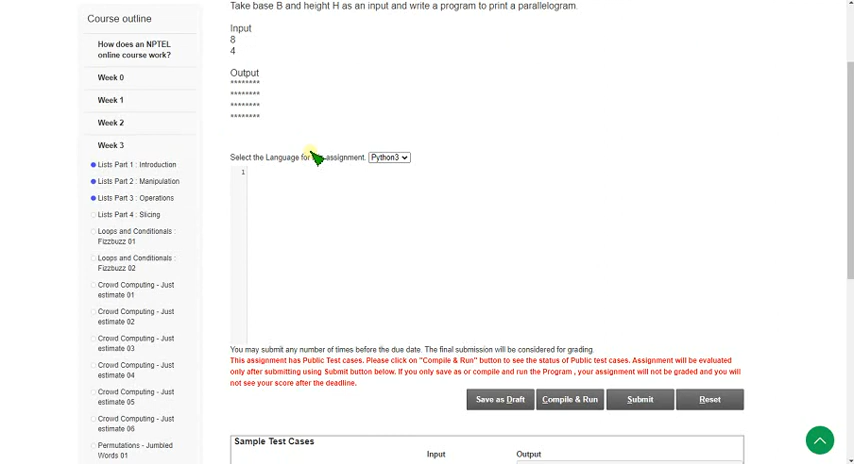 Take base B and height H as an input and write a program to print a parallelogram.
Input
8
4
Output
********
********
********
********
Select the Language for assignment. Python3
1
You may submit any number of times before the due date. The final submission will be considered for grading.
This assignment has Public Test cases. Please click on "Compile & Run" button to see the status of Public test cases. Assignment will be evaluated
only after submitting using Submit button below. If you only save as or compile and run the Program , your assignment will not be graded and you will
not see your score after the deadline.
Save as Draft Compile & Run Submit Reset
Sample Test Cases
Input Output
Course outline
How does an NPTEL
online course work?
Week 0
Week 1
Week 2
Week 3
Lists Part 1 : Introduction
Lists Part 2 : Manipulation
Lists Part 3 : Operations
Lists Part 4 : Slicing
Loops and Conditionals :
Fizzbuzz 01
Loops and Conditionals :
Fizzbuzz 02
Crowd Computing - Just
estimate 01
Crowd Computing - Just
estimate 02
Crowd Computing - Just
estimate 03
Crowd Computing - Just
estimate 04
Crowd Computing - Just
estimate 05
Crowd Computing - Just
estimate 06
Permutations - Jumbled
Words 01